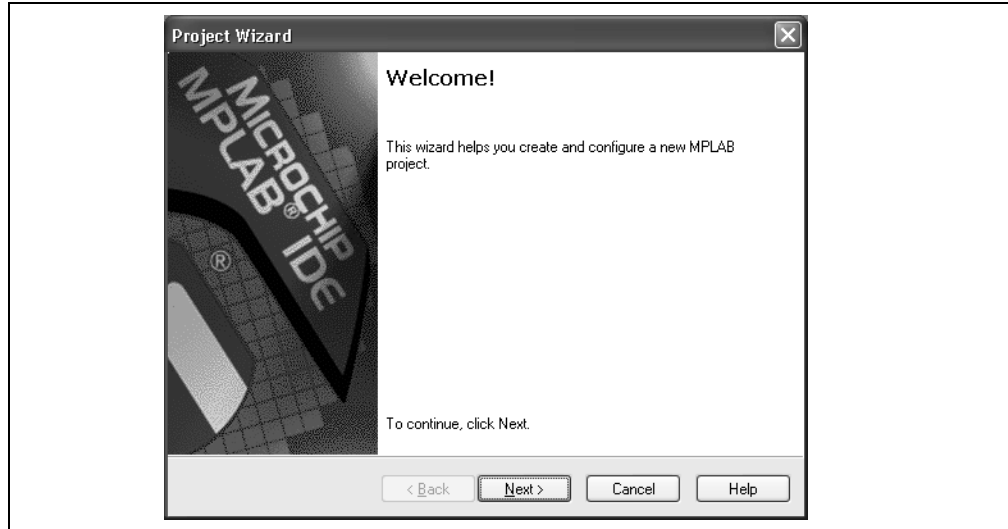 Project Wizard
MICROCHIP
MPLAB® IDE
®
Welcome!
This wizard helps you create and configure a new MPLAB
project.
To continue, click Next.
< Back
Next >
Cancel
Help